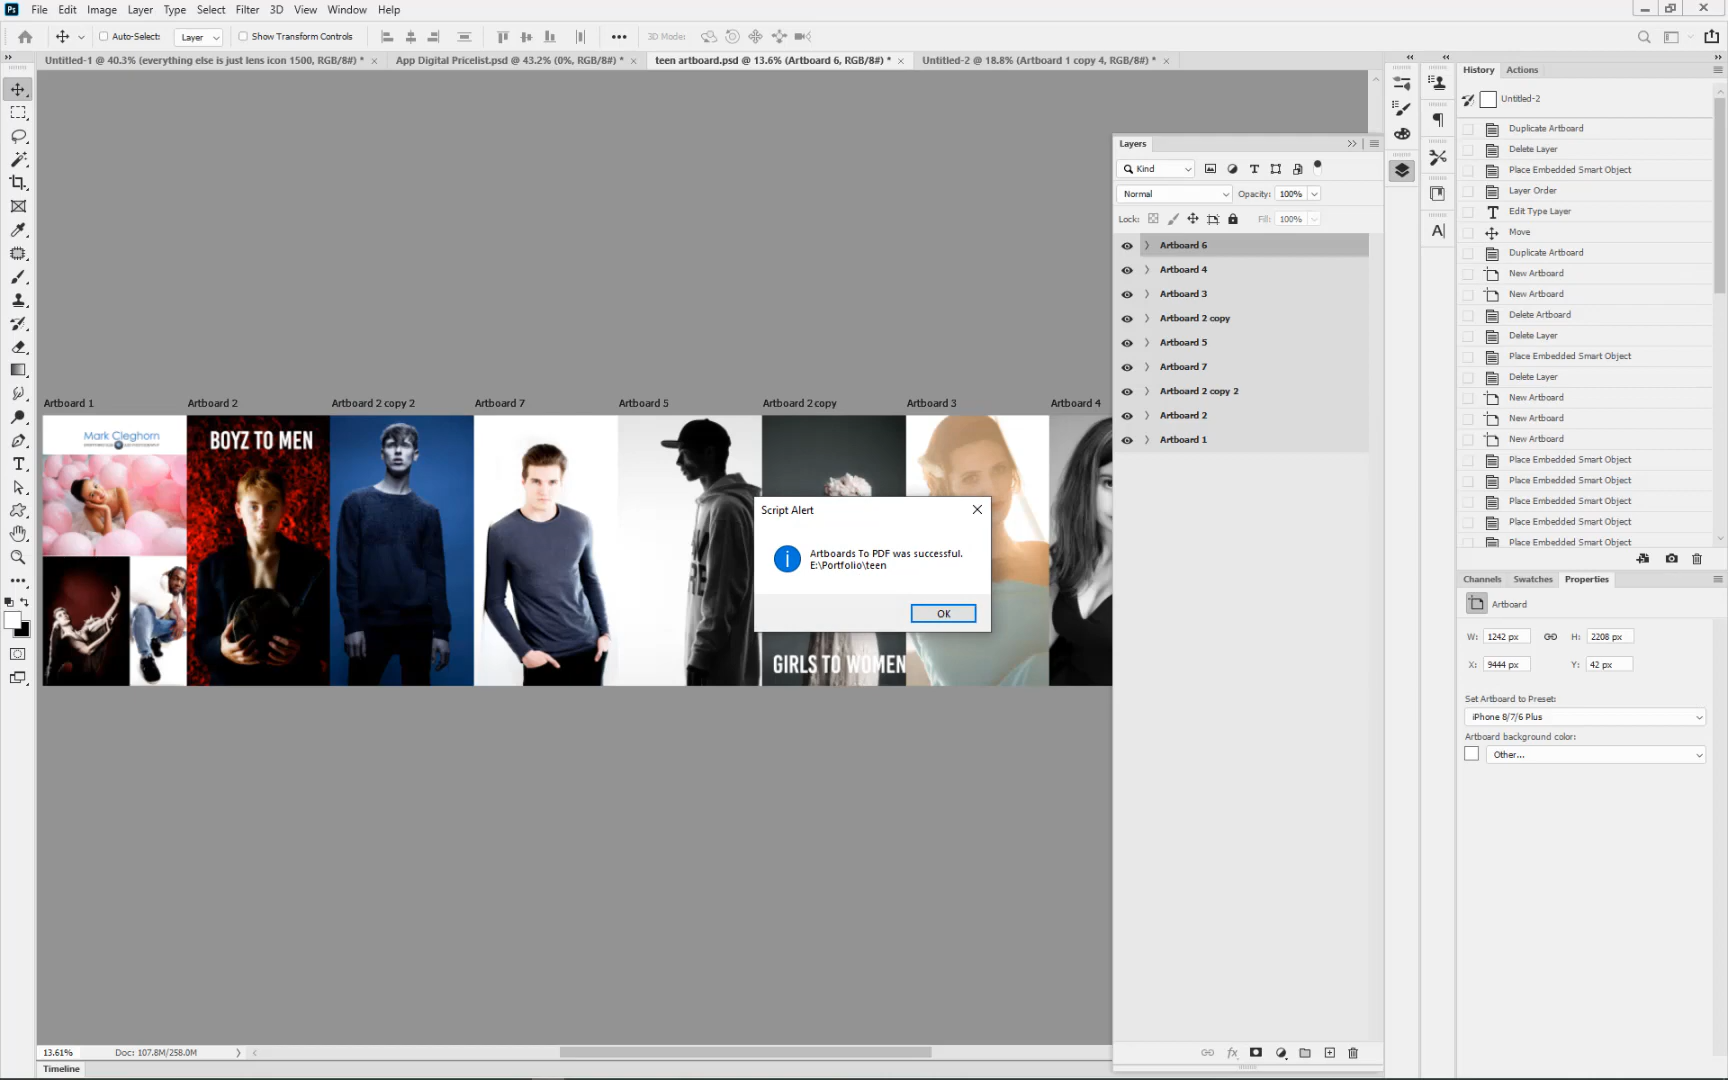 Ps File Edit Image Layer Type Select Filter 3D View Window Help
Auto-Select: Layer Show Transform Controls 3D Mode:
Untitled-1 @ 40.3% (everything else is just lens icon 1500, RGB/8#) * App Digital Pricelist.psd @ 43.2% (0%, RGB/8#) * teen artboard.psd @ 13.6% (Artboard 6, RGB/8#) * Untitled-2 @ 18.8% (Artboard 1 copy 4, RGB/8#) *
History Actions
Untitled-2
Duplicate Artboard
Delete Layer
Place Embedded Smart Object
Layer Order
Edit Type Layer
Move
Duplicate Artboard
New Artboard
New Artboard
Delete Artboard
Delete Layer
Place Embedded Smart Object
Delete Layer
New Artboard
New Artboard
New Artboard
Place Embedded Smart Object
Place Embedded Smart Object
Place Embedded Smart Object
Place Embedded Smart Object
Place Embedded Smart Object
Layers
Kind
Normal Opacity: 100%
Lock: Fill: 100%
Artboard 6
Artboard 4
Artboard 3
Artboard 2 copy
Artboard 5
Artboard 7
Artboard 2 copy 2
Artboard 2
Artboard 1
Artboard 1 Artboard 2 Artboard 2 copy 2 Artboard 7 Artboard 5 Artboard 2 copy Artboard 3 Artboard 4
Mark Cleghorn
BOYZ TO MEN
GIRLS TO WOMEN
Script Alert
Artboards To PDF was successful.
E:\Portfolio\teen
OK
Channels Swatches Properties
Artboard
W: 1242 px H: 2208 px
X: 9444 px Y: 42 px
Set Artboard to Preset:
iPhone 8/7/6 Plus
Artboard background color:
Other...
13.61% Doc: 107.8M/258.0M
Timeline